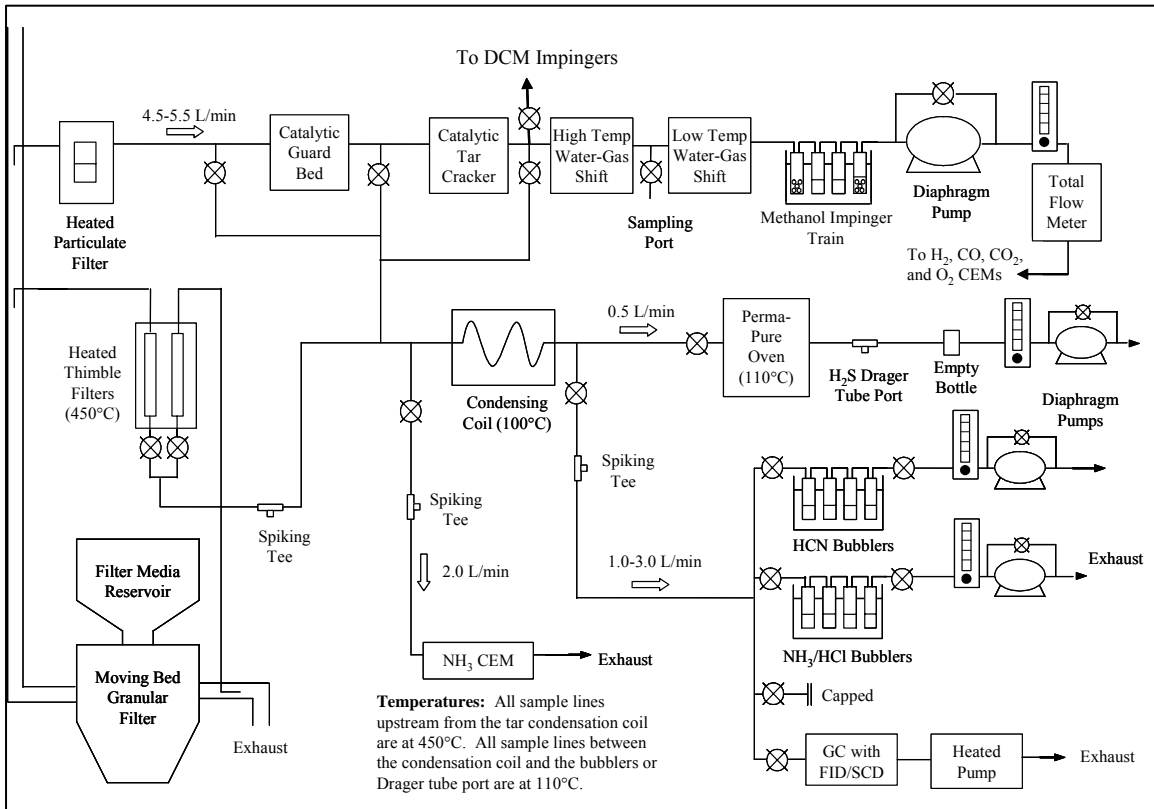 To DCM Impingers
4.5-5.5 L/min
Catalytic
Guard
Bed
Catalytic
Tar
Cracker
High Temp
Water-Gas
Shift
Low Temp
Water-Gas
Shift
Heated
Particulate
Filter
Sampling
Port
Methanol Impinger
Train
Diaphragm
Pump
Total
Flow
Meter
To H₂, CO, CO₂,
and O₂ CEMs
Heated
Thimble
Filters
(450°C)
Condensing
Coil (100°C)
0.5 L/min
Perma-
Pure
Oven
(110°C)
H₂S Drager
Tube Port
Empty
Bottle
Diaphragm
Pumps
Spiking
Tee
Spiking
Tee
Spiking
Tee
2.0 L/min
1.0-3.0 L/min
HCN Bubblers
NH₃/HCl Bubblers
Exhaust
Filter Media
Reservoir
Moving Bed
Granular
Filter
Exhaust
NH₃ CEM
Exhaust
Capped
GC with
FID/SCD
Heated
Pump
Exhaust
Temperatures: All sample lines
upstream from the tar condensation coil
are at 450°C. All sample lines between
the condensation coil and the bubblers or
Drager tube port are at 110°C.